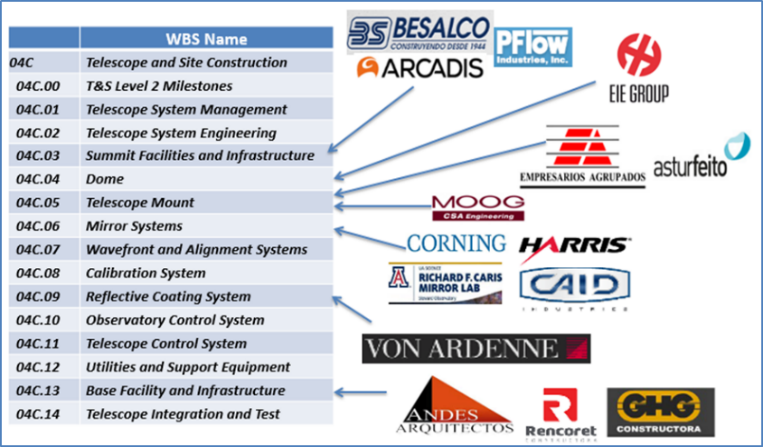 WBS Name
04C Telescope and Site Construction
04C.00 T&S Level 2 Milestones
04C.01 Telescope System Management
04C.02 Telescope System Engineering
04C.03 Summit Facilities and Infrastructure
04C.04 Dome
04C.05 Telescope Mount
04C.06 Mirror Systems
04C.07 Wavefront and Alignment Systems
04C.08 Calibration System
04C.09 Reflective Coating System
04C.10 Observatory Control System
04C.11 Telescope Control System
04C.12 Utilities and Support Equipment
04C.13 Base Facility and Infrastructure
04C.14 Telescope Integration and Test
BS BESALCO
CONSTRUYENDO DESDE 1944
PFlow
Industries, Inc.
ARCADIS
EIE GROUP
EMPRESARIOS AGRUPADOS
asturfeito
MOOG
CSA Engineering
CORNING
HARRIS
A
RICHARD F. CARIS
MIRROR LAB
Steward Observatory
CAID
INDUSTRIES
VON ARDENNE
ANDES
ARQUITECTOS
R
Rencoret
CONSTRUCTORA
GHG
CONSTRUCTORA